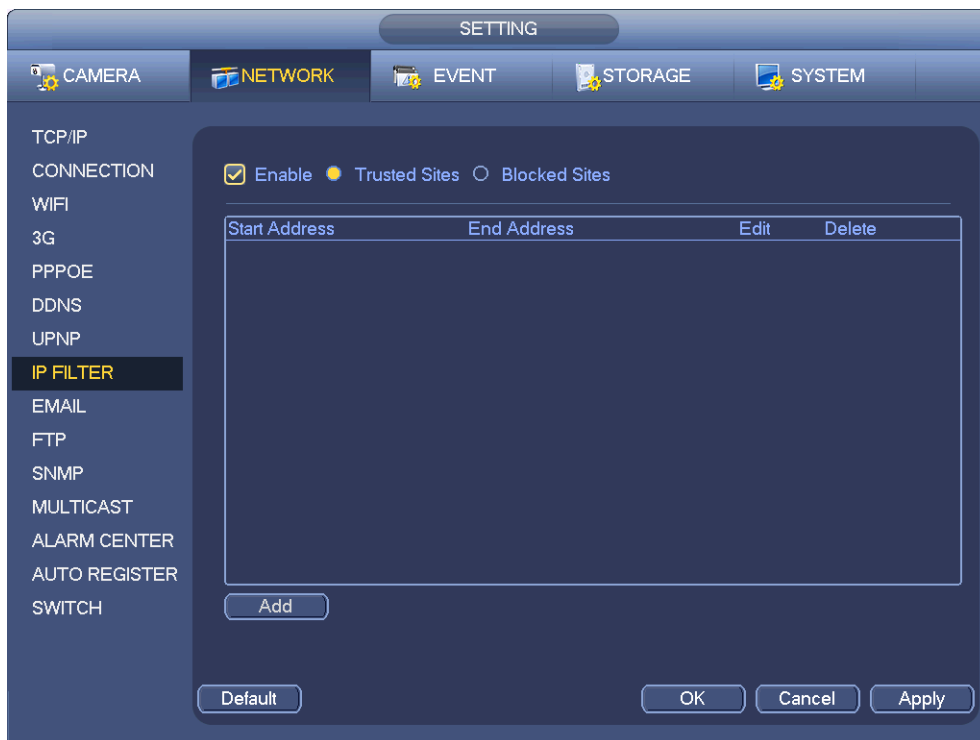 SETTING
CAMERA NETWORK EVENT STORAGE SYSTEM
TCP/IP
CONNECTION
WIFI
3G
PPPOE
DDNS
UPNP
IP FILTER
EMAIL
FTP
SNMP
MULTICAST
ALARM CENTER
AUTO REGISTER
SWITCH
Enable Trusted Sites Blocked Sites
Start Address End Address Edit Delete
Add
Default OK Cancel Apply